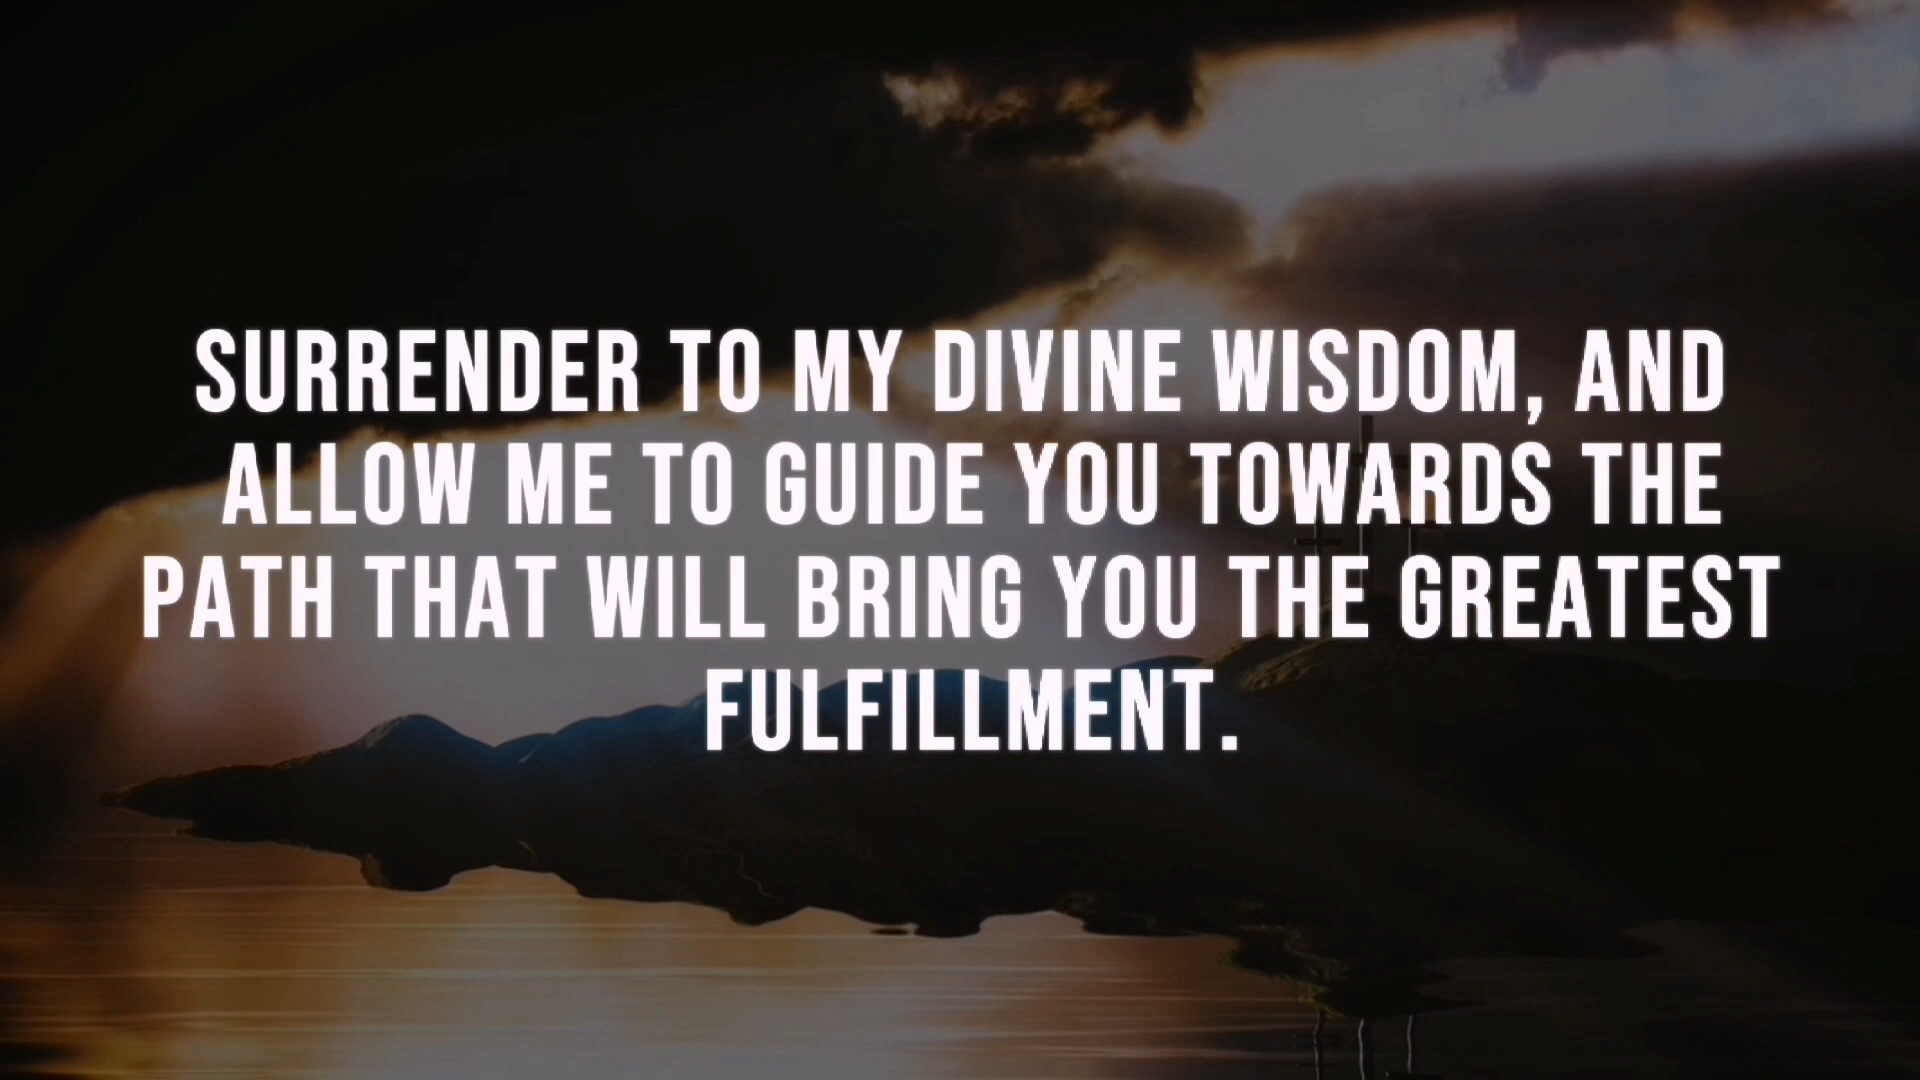 SURRENDER TO MY DIVINE WISDOM, AND
ALLOW ME TO GUIDE YOU TOWARDS THE
PATH THAT WILL BRING YOU THE GREATEST
FULFILLMENT.